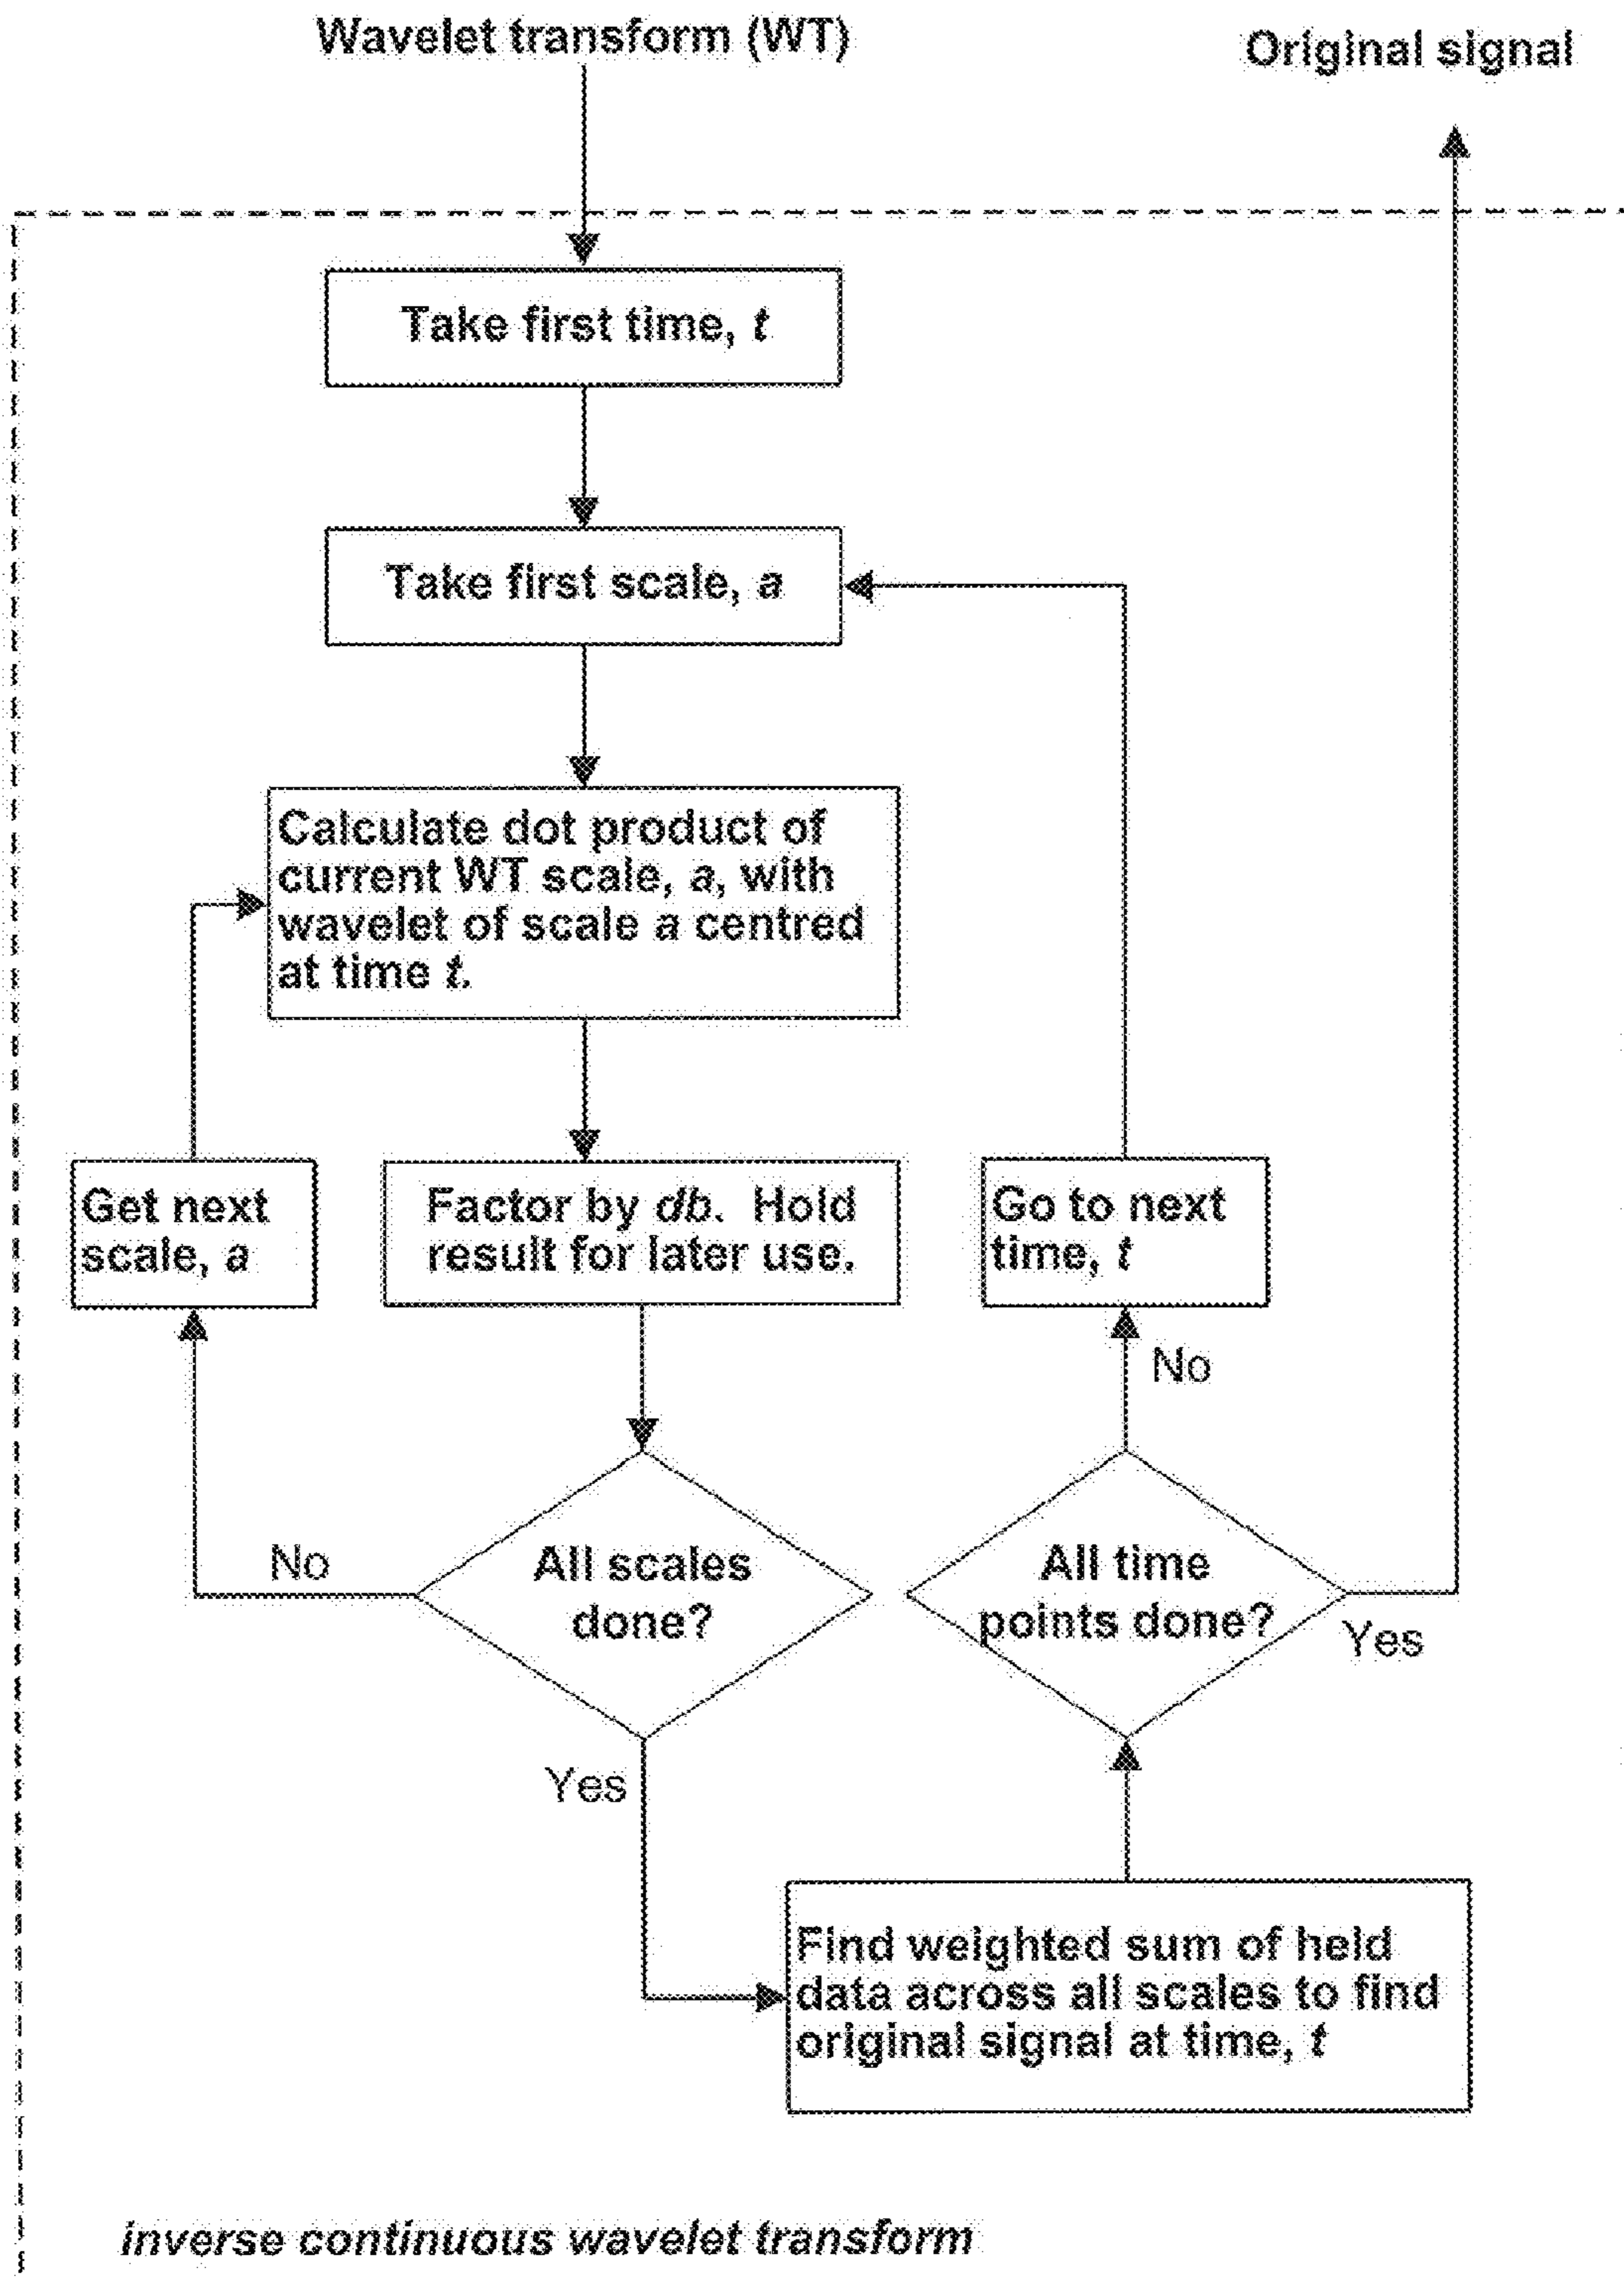 Wavelet transform (WT)
Original signal
Take first time, t
Take first scale, a
Calculate dot product of
current WT scale, a, with
wavelet of scale a centred
at time t.
Get next
scale, a
Factor by db. Hold
result for later use.
Go to next
time, t
No
No
All scales
done?
All time
points done?
Yes
Yes
Find weighted sum of held
data across all scales to find
original signal at time, t
inverse continuous wavelet transform